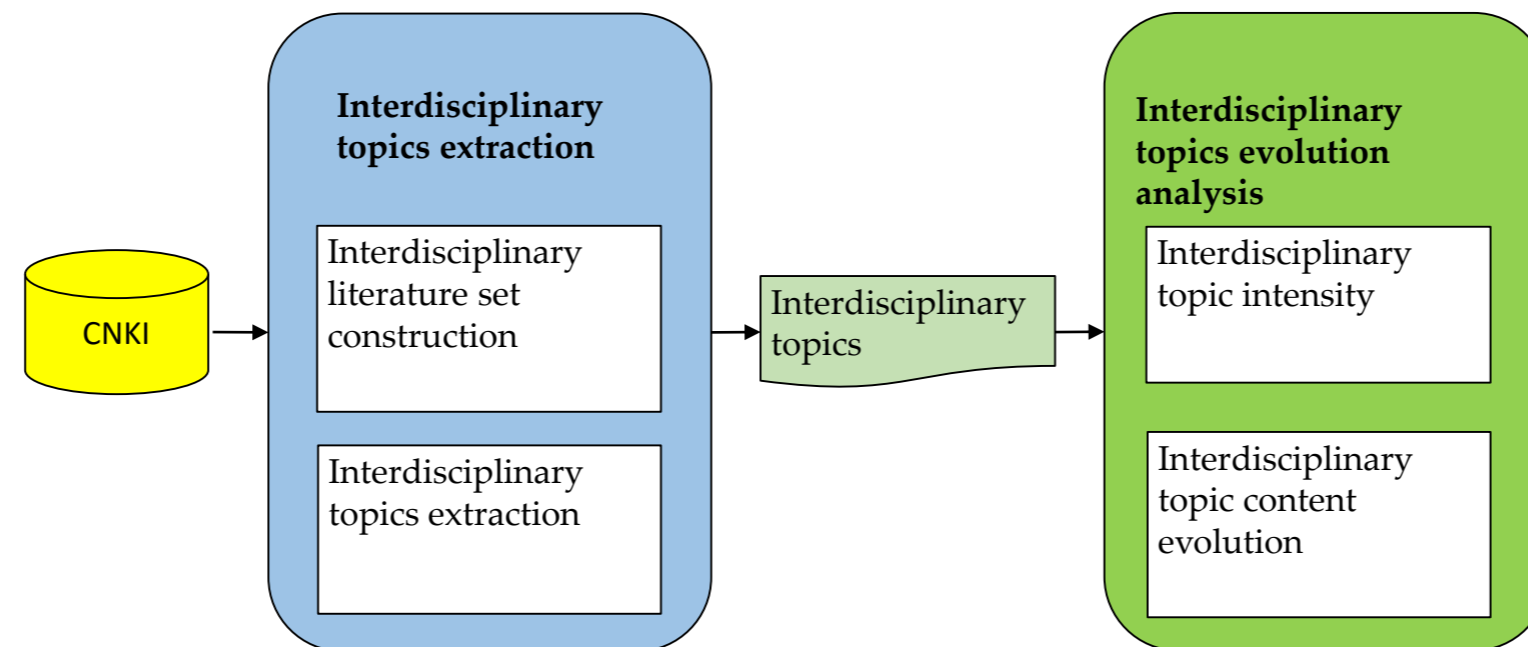 CNKI
Interdisciplinary
topics extraction
Interdisciplinary
literature set
construction
Interdisciplinary
topics extraction
Interdisciplinary
topics
Interdisciplinary
topics evolution
analysis
Interdisciplinary
topic intensity
Interdisciplinary
topic content
evolution